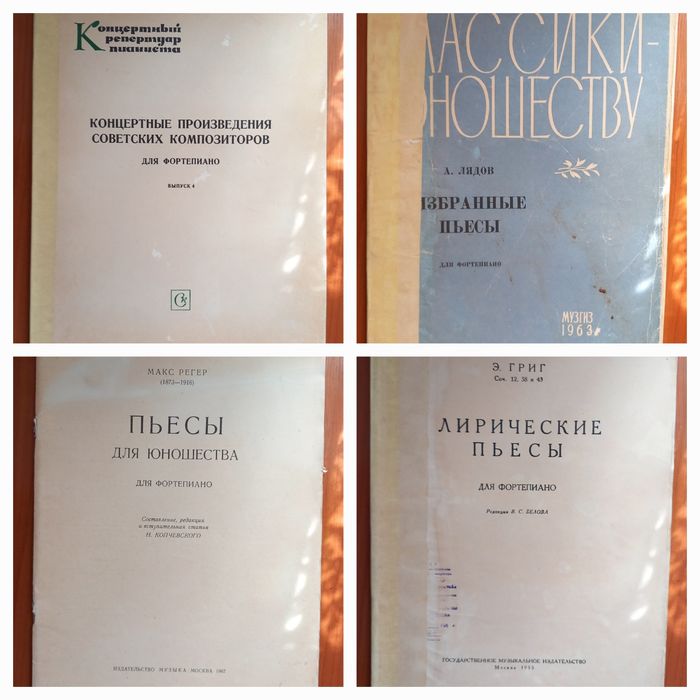 Концертный
репертуар
пианиста
КОНЦЕРТНЫЕ ПРОИЗВЕДЕНИЯ
СОВЕТСКИХ КОМПОЗИТОРОВ
ДЛЯ ФОРТЕПИАНО
ВЫПУСК 4
ЛАССИКИ-
ЮНОШЕСТВУ
А. ЛЯДОВ
ИЗБРАННЫЕ
ПЬЕСЫ
ДЛЯ ФОРТЕПИАНО
МУЗГИЗ
1963
МАКС РЕГЕР
(1873—1916)
ПЬЕСЫ
ДЛЯ ЮНОШЕСТВА
ДЛЯ ФОРТЕПИАНО
Составление, редакция
и вступительная статья
Н. КОПЧЕВСКОГО
ИЗДАТЕЛЬСТВО МУЗЫКА МОСКВА
Э. ГРИГ
Соч. 12, 38 и 43
ЛИРИЧЕСКИЕ
ПЬЕСЫ
ДЛЯ ФОРТЕПИАНО
Редакция В. С. БЕЛОВА
ГОСУДАРСТВЕННОЕ МУЗЫКАЛЬНОЕ ИЗДАТЕЛЬСТВО
Москва